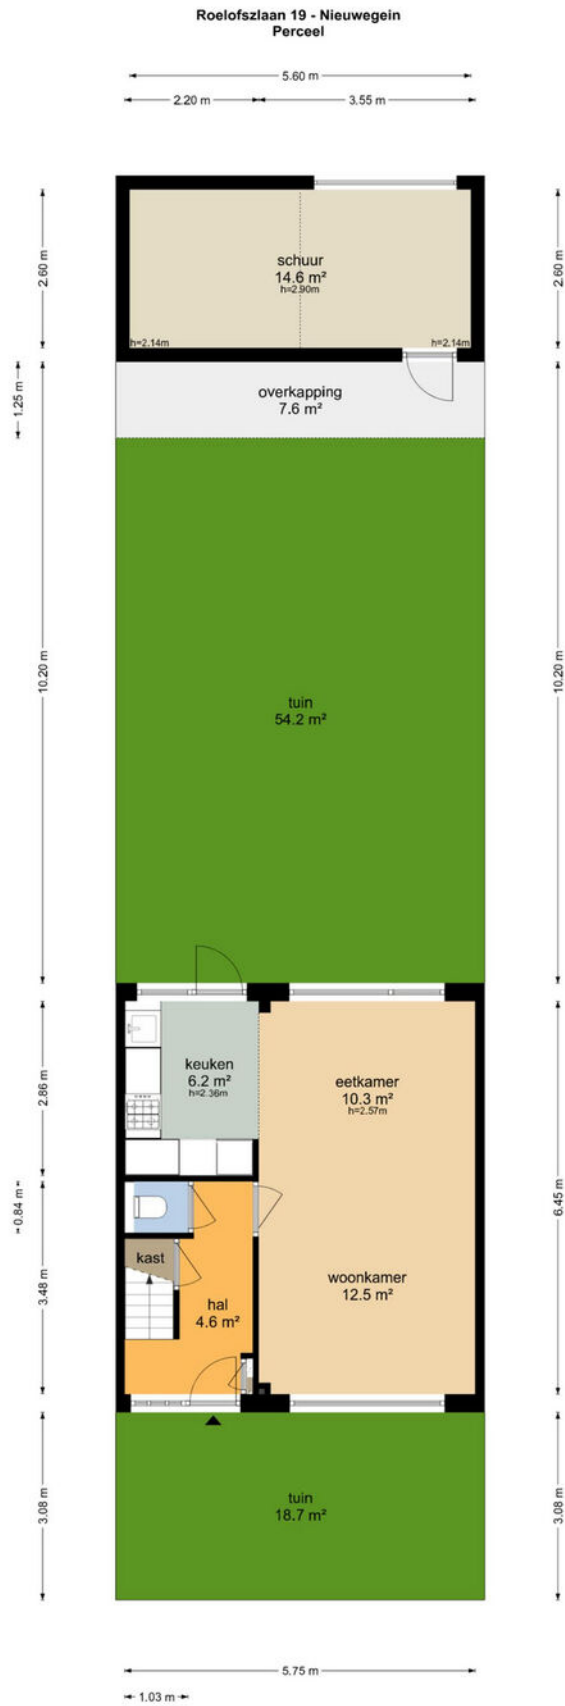 Roelofszlaan 19 - Nieuwegein
Perceel
5.60 m
2.20 m
3.55 m
2.60 m
2.60 m
schuur
14.6 m²
h=2.90m
h=2.14m
h=2.14m
1.25 m
overkapping
7.6 m²
10.20 m
10.20 m
tuin
54.2 m²
2.86 m
keuken
6.2 m²
h=2.36m
eetkamer
10.3 m²
h=2.57m
6.45 m
0.84 m
3.48 m
kast
hal
4.6 m²
woonkamer
12.5 m²
3.08 m
3.08 m
tuin
18.7 m²
5.75 m
1.03 m